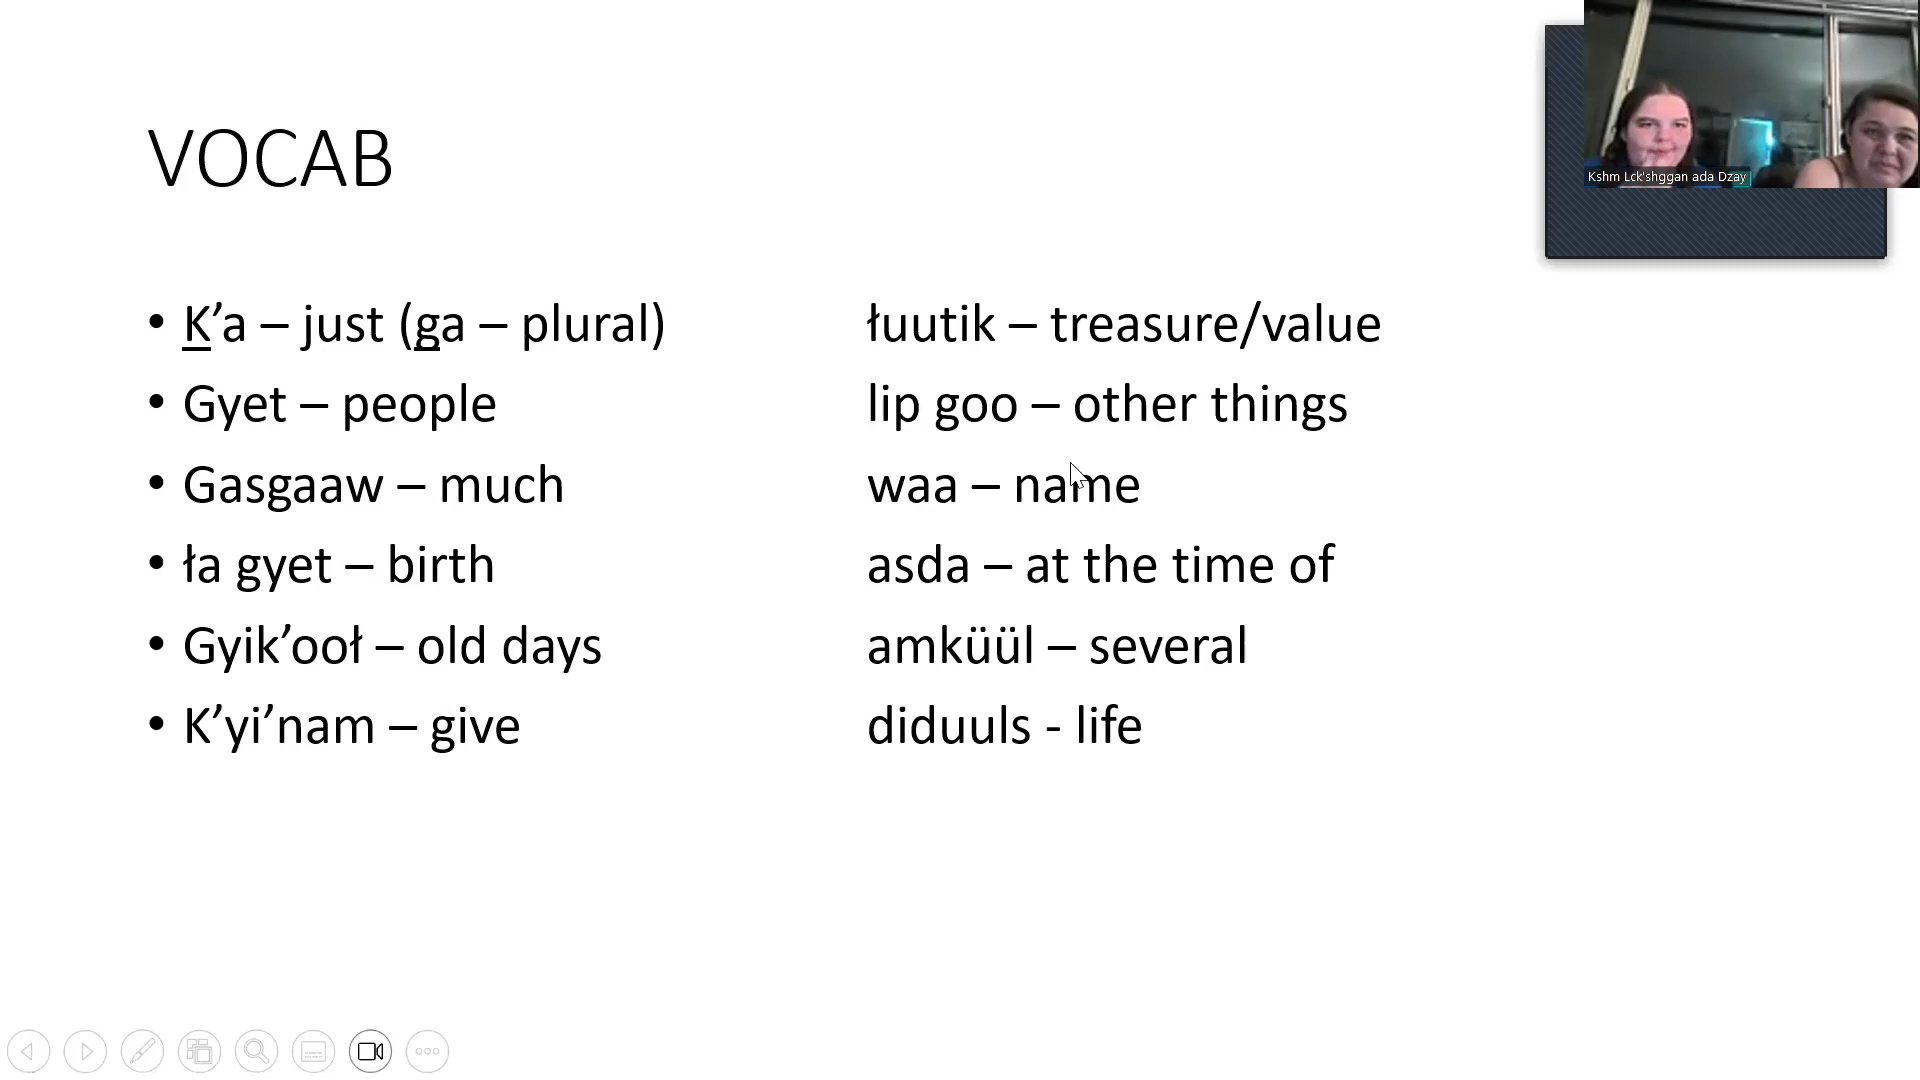 VOCAB
• K̲’a – just (g̲a – plural)
• Gyet – people
• Gasgaaw – much
• ła gyet – birth
• Gyik’ooł – old days
• K’yi’nam – give
łuutik – treasure/value
lip goo – other things
waa – name
asda – at the time of
amküül – several
diduuls - life
Kshm Lck'shggan ada Dzay